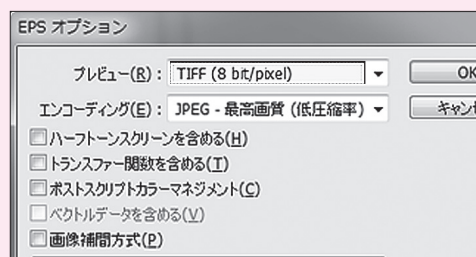 EPS オプション
プレビュー(R) : TIFF (8 bit/pixel) OK
エンコーディング(E) : JPEG - 最高画質 (低圧縮率) キャンセ
ハーフトーンスクリーンを含める(H)
トランスファー関数を含める(T)
ポストスクリプトカラーマネジメント(C)
ベクトルデータを含める(V)
画像補間方式(P)